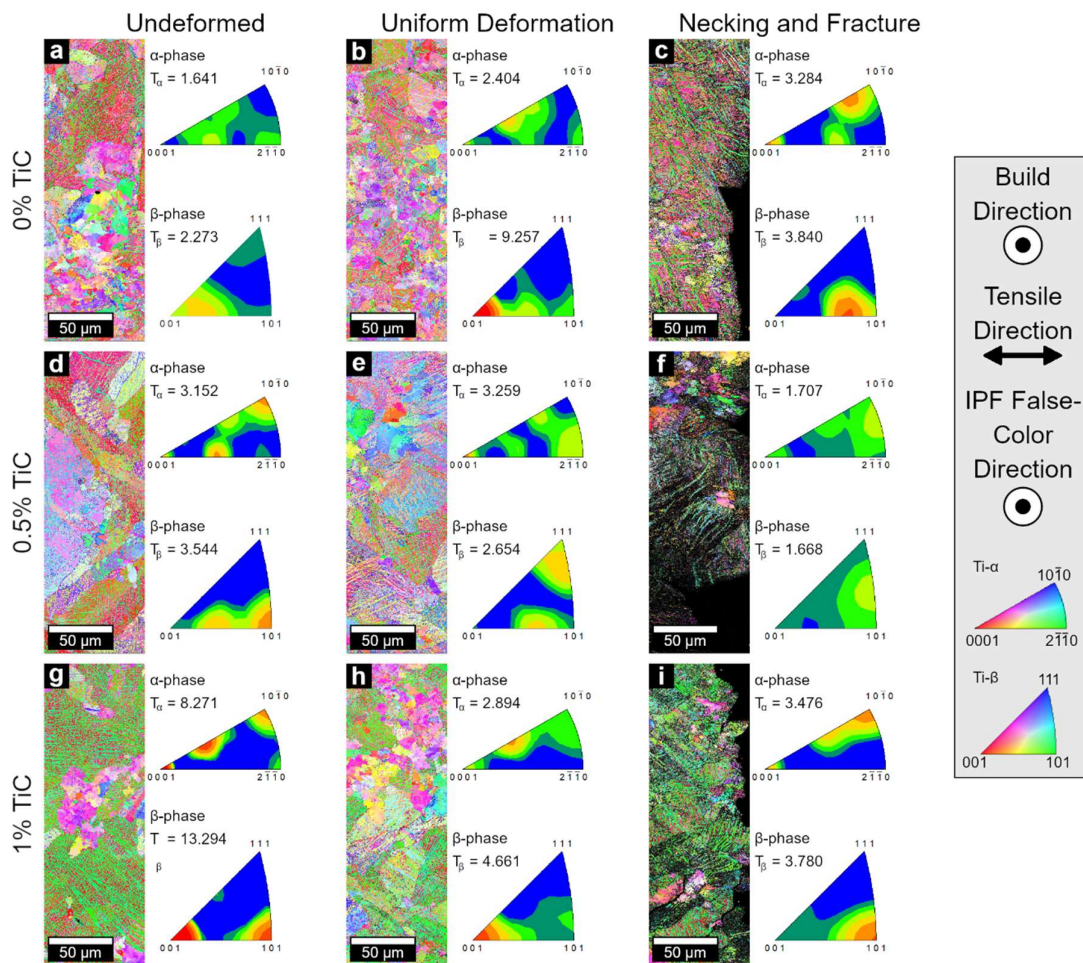 Undeformed
Uniform Deformation
Necking and Fracture
0% TiC
a
α-phase
Tα = 1.641
101̄0
0001
21̄1̄0
β-phase
Tβ = 2.273
111
001
101
50 µm
b
α-phase
Tα = 2.404
101̄0
0001
21̄1̄0
β-phase
Tβ = 9.257
111
001
101
50 µm
c
α-phase
Tα = 3.284
101̄0
0001
21̄1̄0
β-phase
Tβ = 3.840
111
001
101
50 µm
0.5% TiC
d
α-phase
Tα = 3.152
101̄0
0001
21̄1̄0
β-phase
Tβ = 3.544
111
001
101
50 µm
e
α-phase
Tα = 3.259
101̄0
0001
21̄1̄0
β-phase
Tβ = 2.654
111
001
101
50 µm
f
α-phase
Tα = 1.707
101̄0
0001
21̄1̄0
β-phase
Tβ = 1.668
111
001
101
50 µm
1% TiC
g
α-phase
Tα = 8.271
101̄0
0001
21̄1̄0
β-phase
T = 13.294
β
111
001
101
50 µm
h
α-phase
Tα = 2.894
101̄0
0001
21̄1̄0
β-phase
Tβ = 4.661
111
001
101
50 µm
i
α-phase
Tα = 3.476
101̄0
0001
21̄1̄0
β-phase
Tβ = 3.780
111
001
101
50 µm
Build
Direction
Tensile
Direction
IPF False-
Color
Direction
Ti-α
101̄0
0001
21̄1̄0
Ti-β
111
001
101